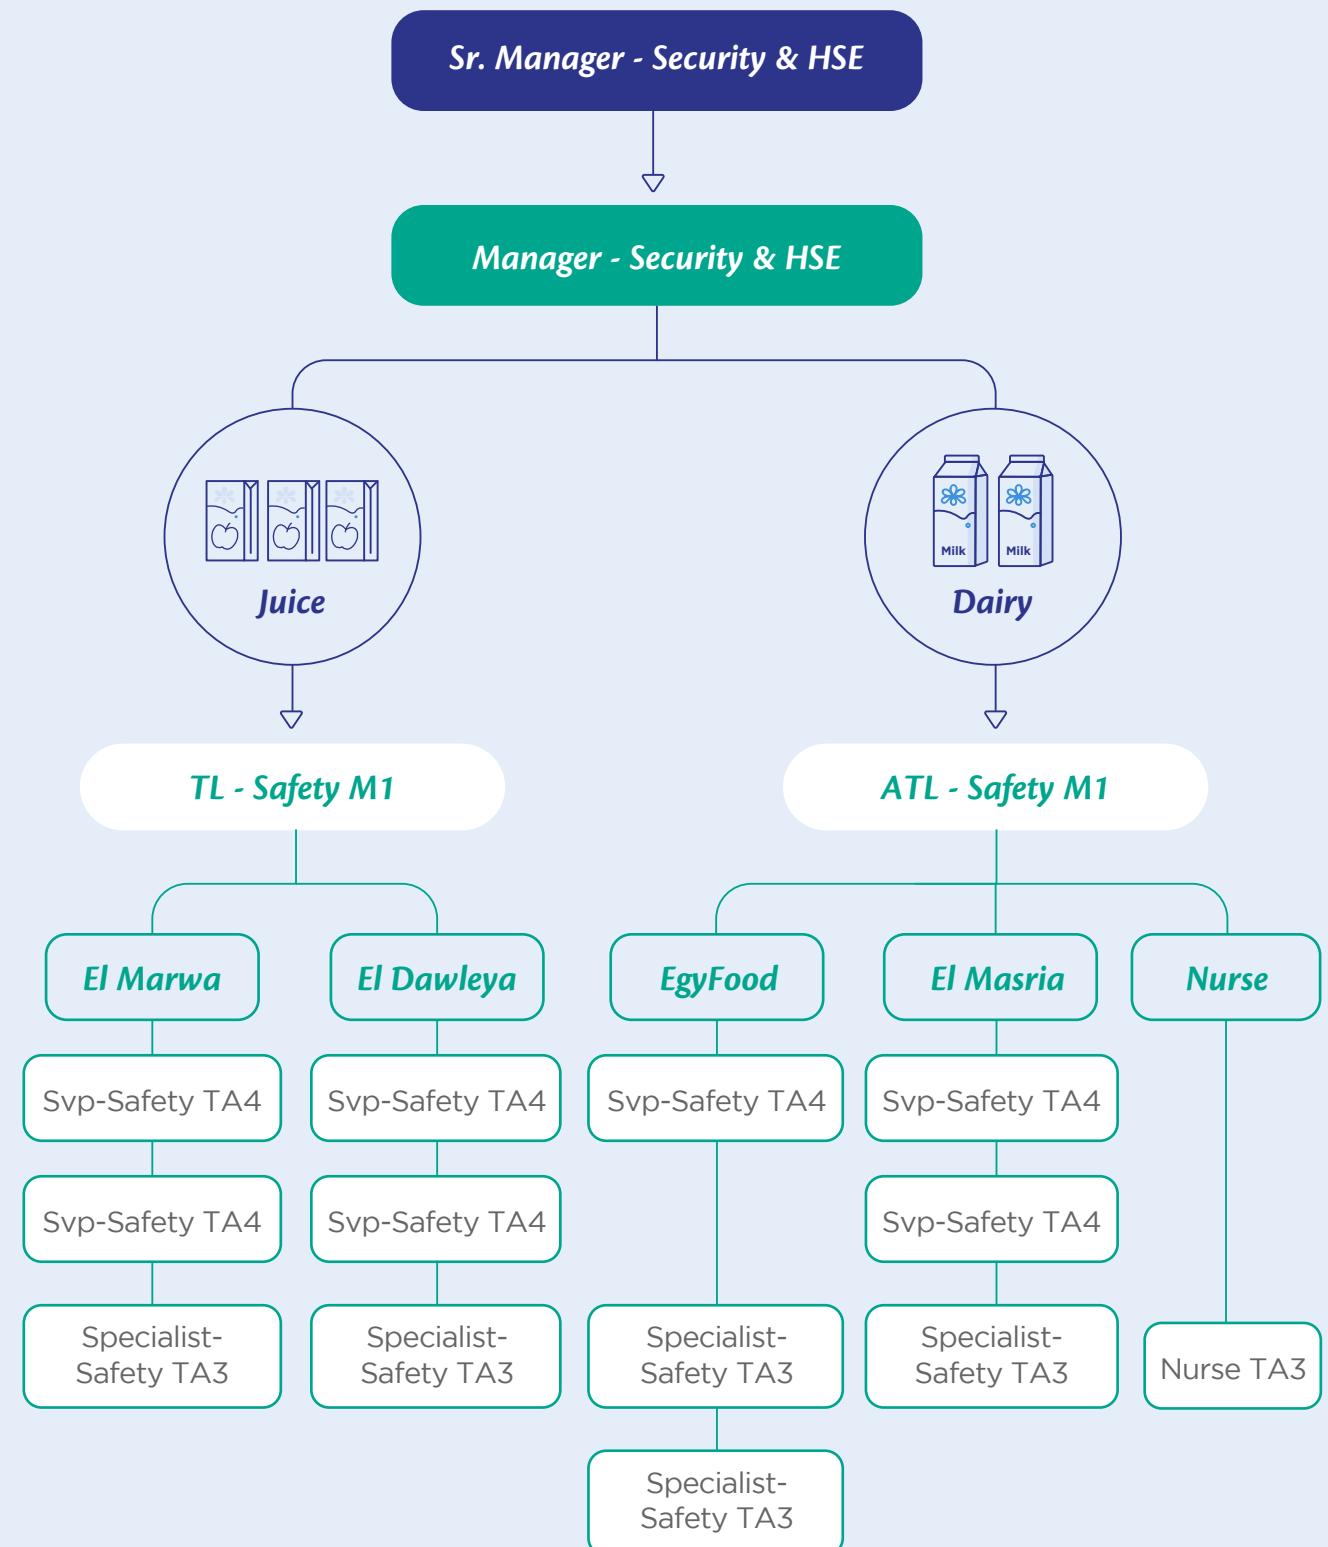 Sr. Manager - Security & HSE
Manager - Security & HSE
Milk
Milk
Juice
Dairy
TL - Safety M1
ATL - Safety M1
El Marwa
El Dawleya
EgyFood
El Masria
Nurse
Svp-Safety TA4
Svp-Safety TA4
Svp-Safety TA4
Svp-Safety TA4
Svp-Safety TA4
Svp-Safety TA4
Svp-Safety TA4
Specialist-
Safety TA3
Specialist-
Safety TA3
Specialist-
Safety TA3
Specialist-
Safety TA3
Nurse TA3
Specialist-
Safety TA3